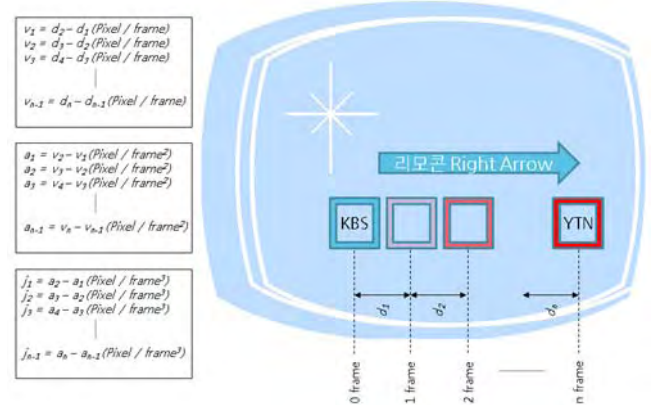 v₁ = d₂ – d₁ (Pixel / frame)
v₂ = d₃ – d₂ (Pixel / frame)
v₃ = d₄ – d₃ (Pixel / frame)
vₙ₋₁ = dₙ – dₙ₋₁ (Pixel / frame)
a₁ = v₂ – v₁ (Pixel / frame²)
a₂ = v₃ – v₂ (Pixel / frame²)
a₃ = v₄ – v₃ (Pixel / frame²)
aₙ₋₁ = vₙ – vₙ₋₁ (Pixel / frame²)
j₁ = a₂ – a₁ (Pixel / frame³)
j₂ = a₃ – a₂ (Pixel / frame³)
j₃ = a₄ – a₃ (Pixel / frame³)
jₙ₋₁ = aₙ – aₙ₋₁ (Pixel / frame³)
리모콘 Right Arrow
KBS
YTN
d₁
d₂
dₙ
0 frame
1 frame
2 frame
n frame